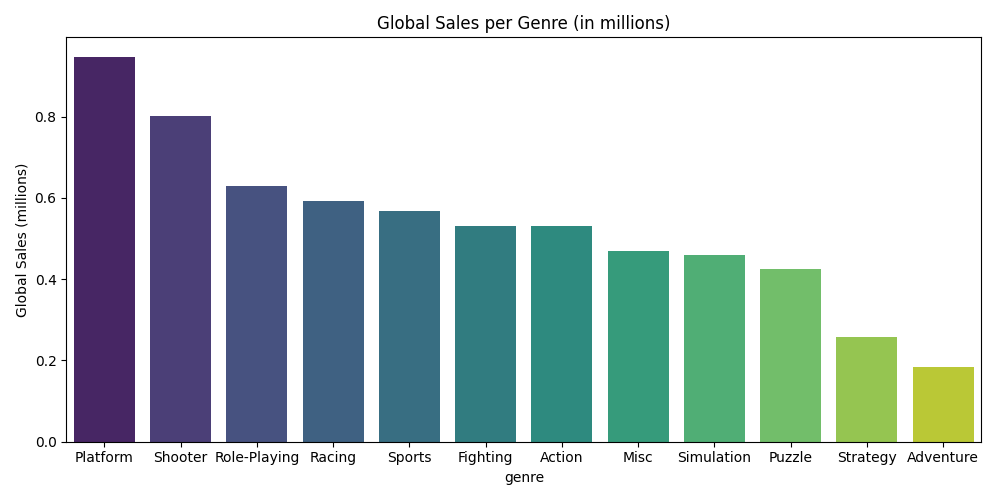 Global Sales per Genre (in millions)
Global Sales (millions)
0.8
0.6
0.4
0.2
0.0
Platform Shooter Role-Playing Racing Sports Fighting Action Misc Simulation Puzzle Strategy Adventure
genre